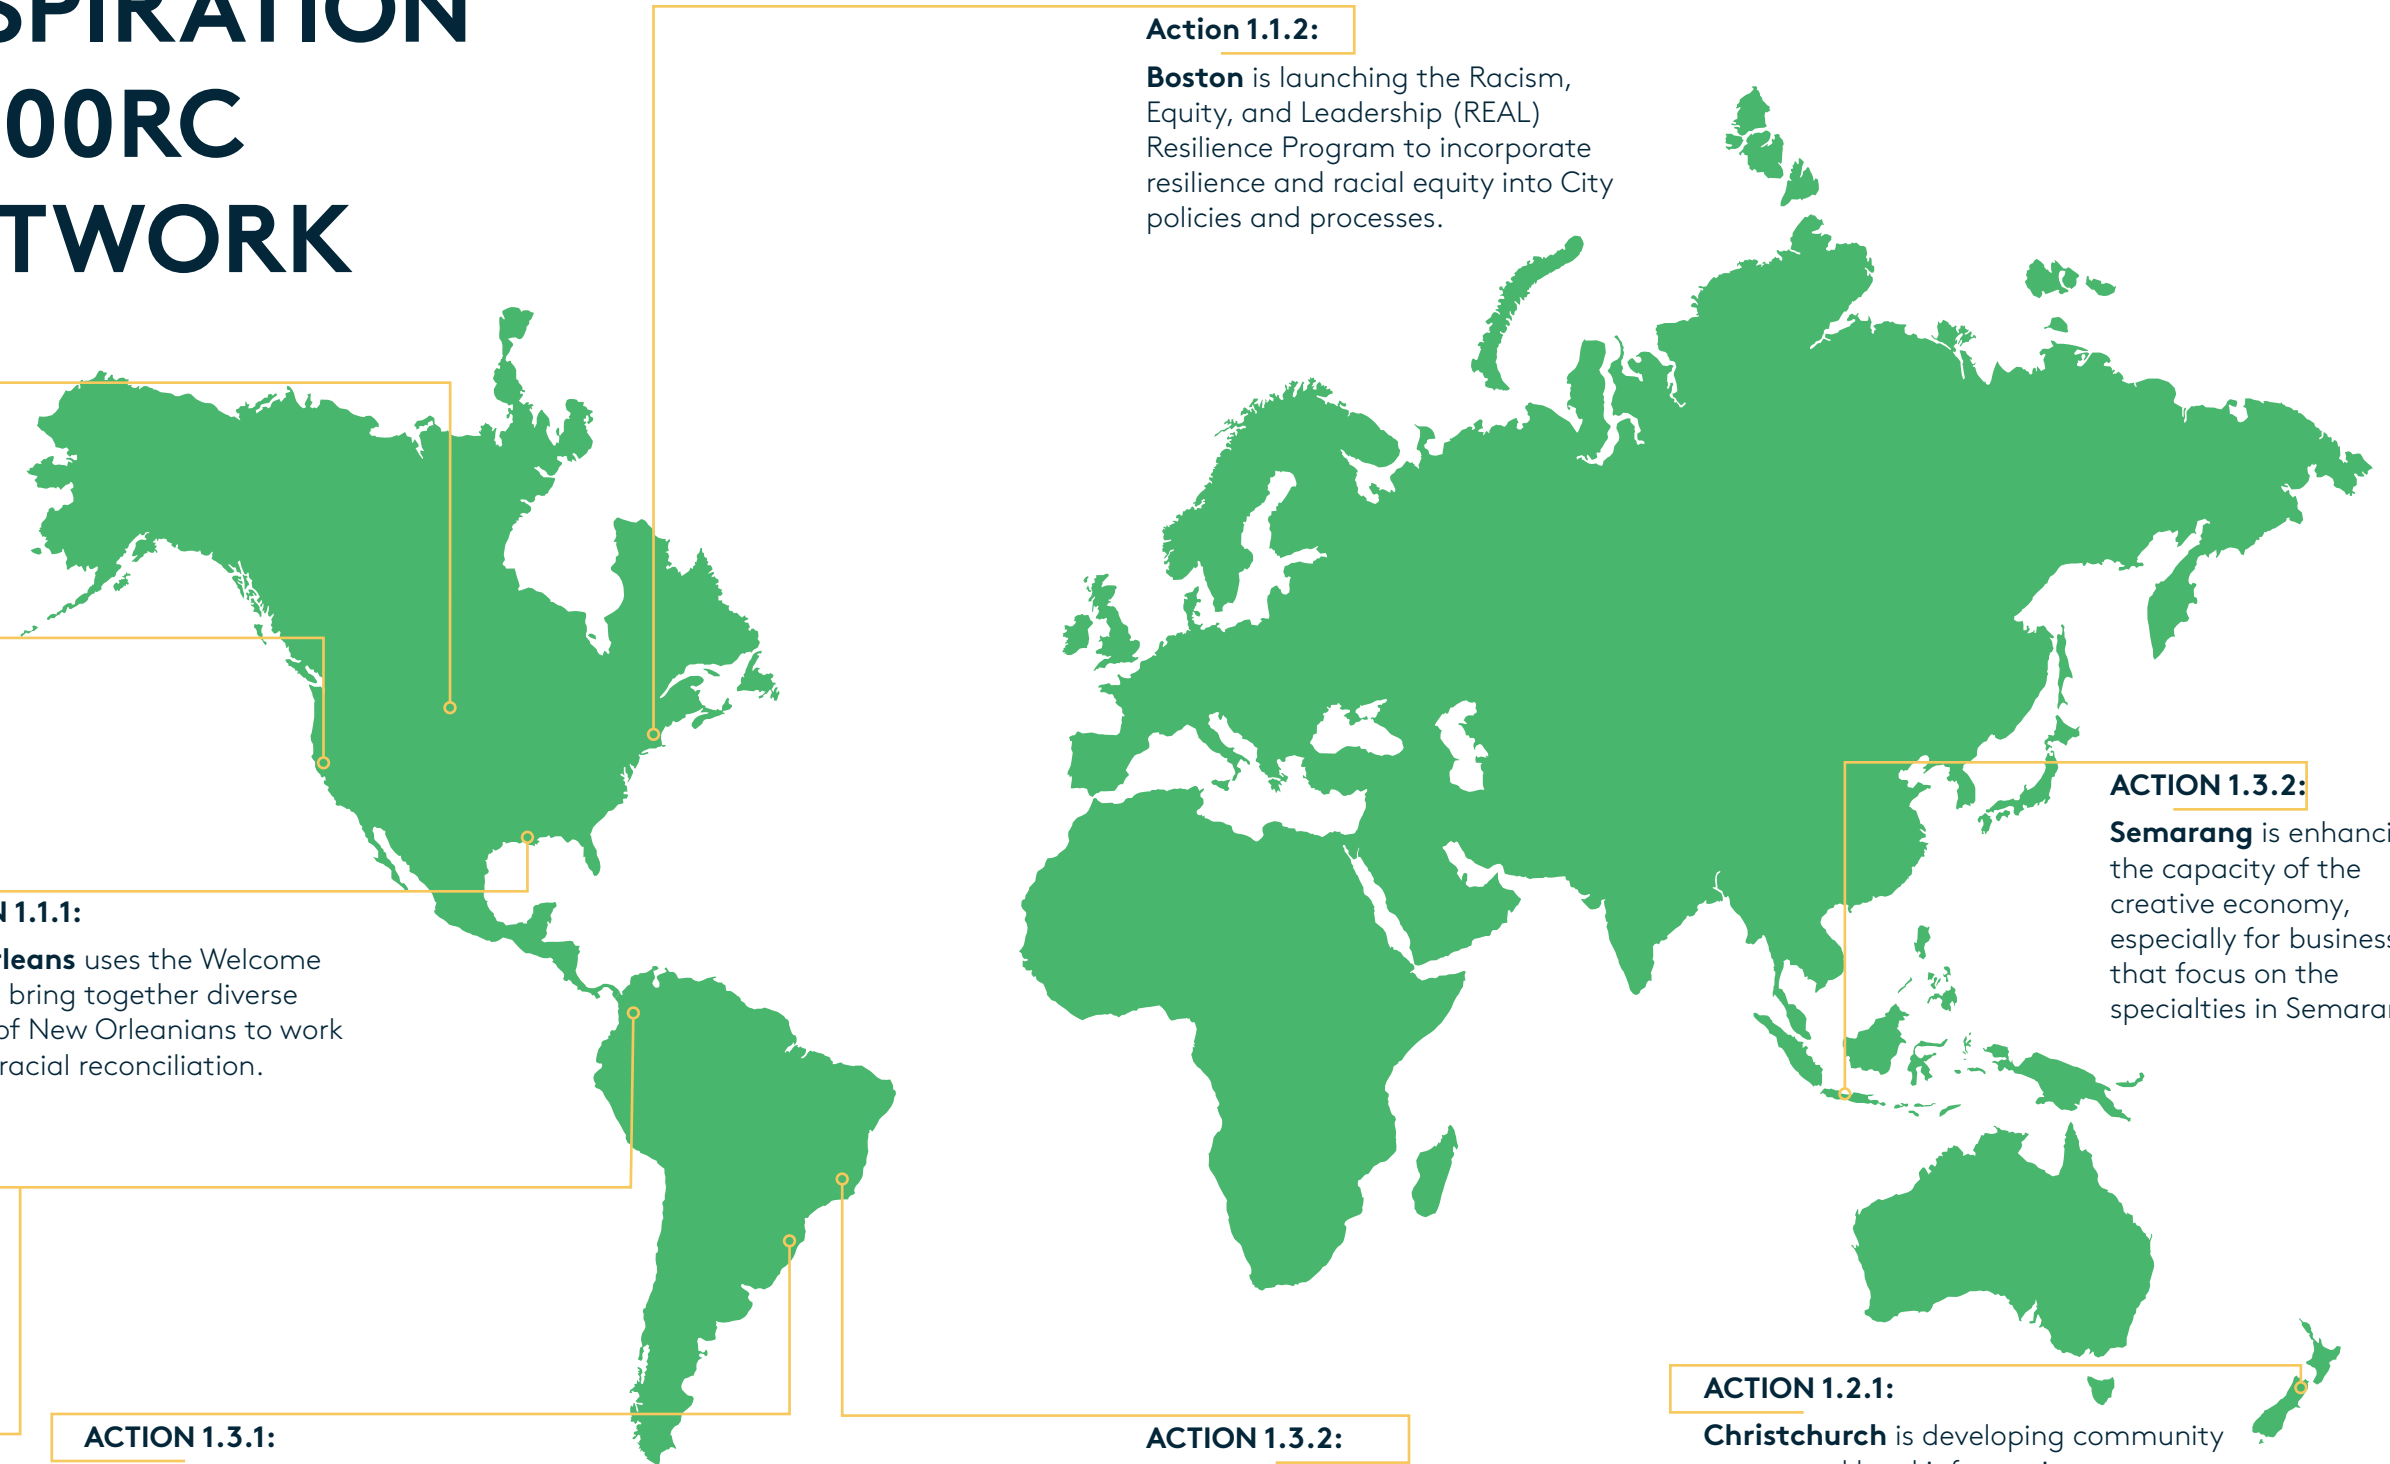 SPIRATION
00RC
TWORK
Action 1.1.2:
Boston is launching the Racism,
Equity, and Leadership (REAL)
Resilience Program to incorporate
resilience and racial equity into City
policies and processes.
ACTION 1.3.2:
Semarang is enhanci
the capacity of the
creative economy,
especially for business
that focus on the
specialties in Semara
N 1.1.1:
rleans uses the Welcome
bring together diverse
of New Orleanians to work
racial reconciliation.
ACTION 1.3.1:
ACTION 1.3.2:
ACTION 1.2.1:
Christchurch is developing community